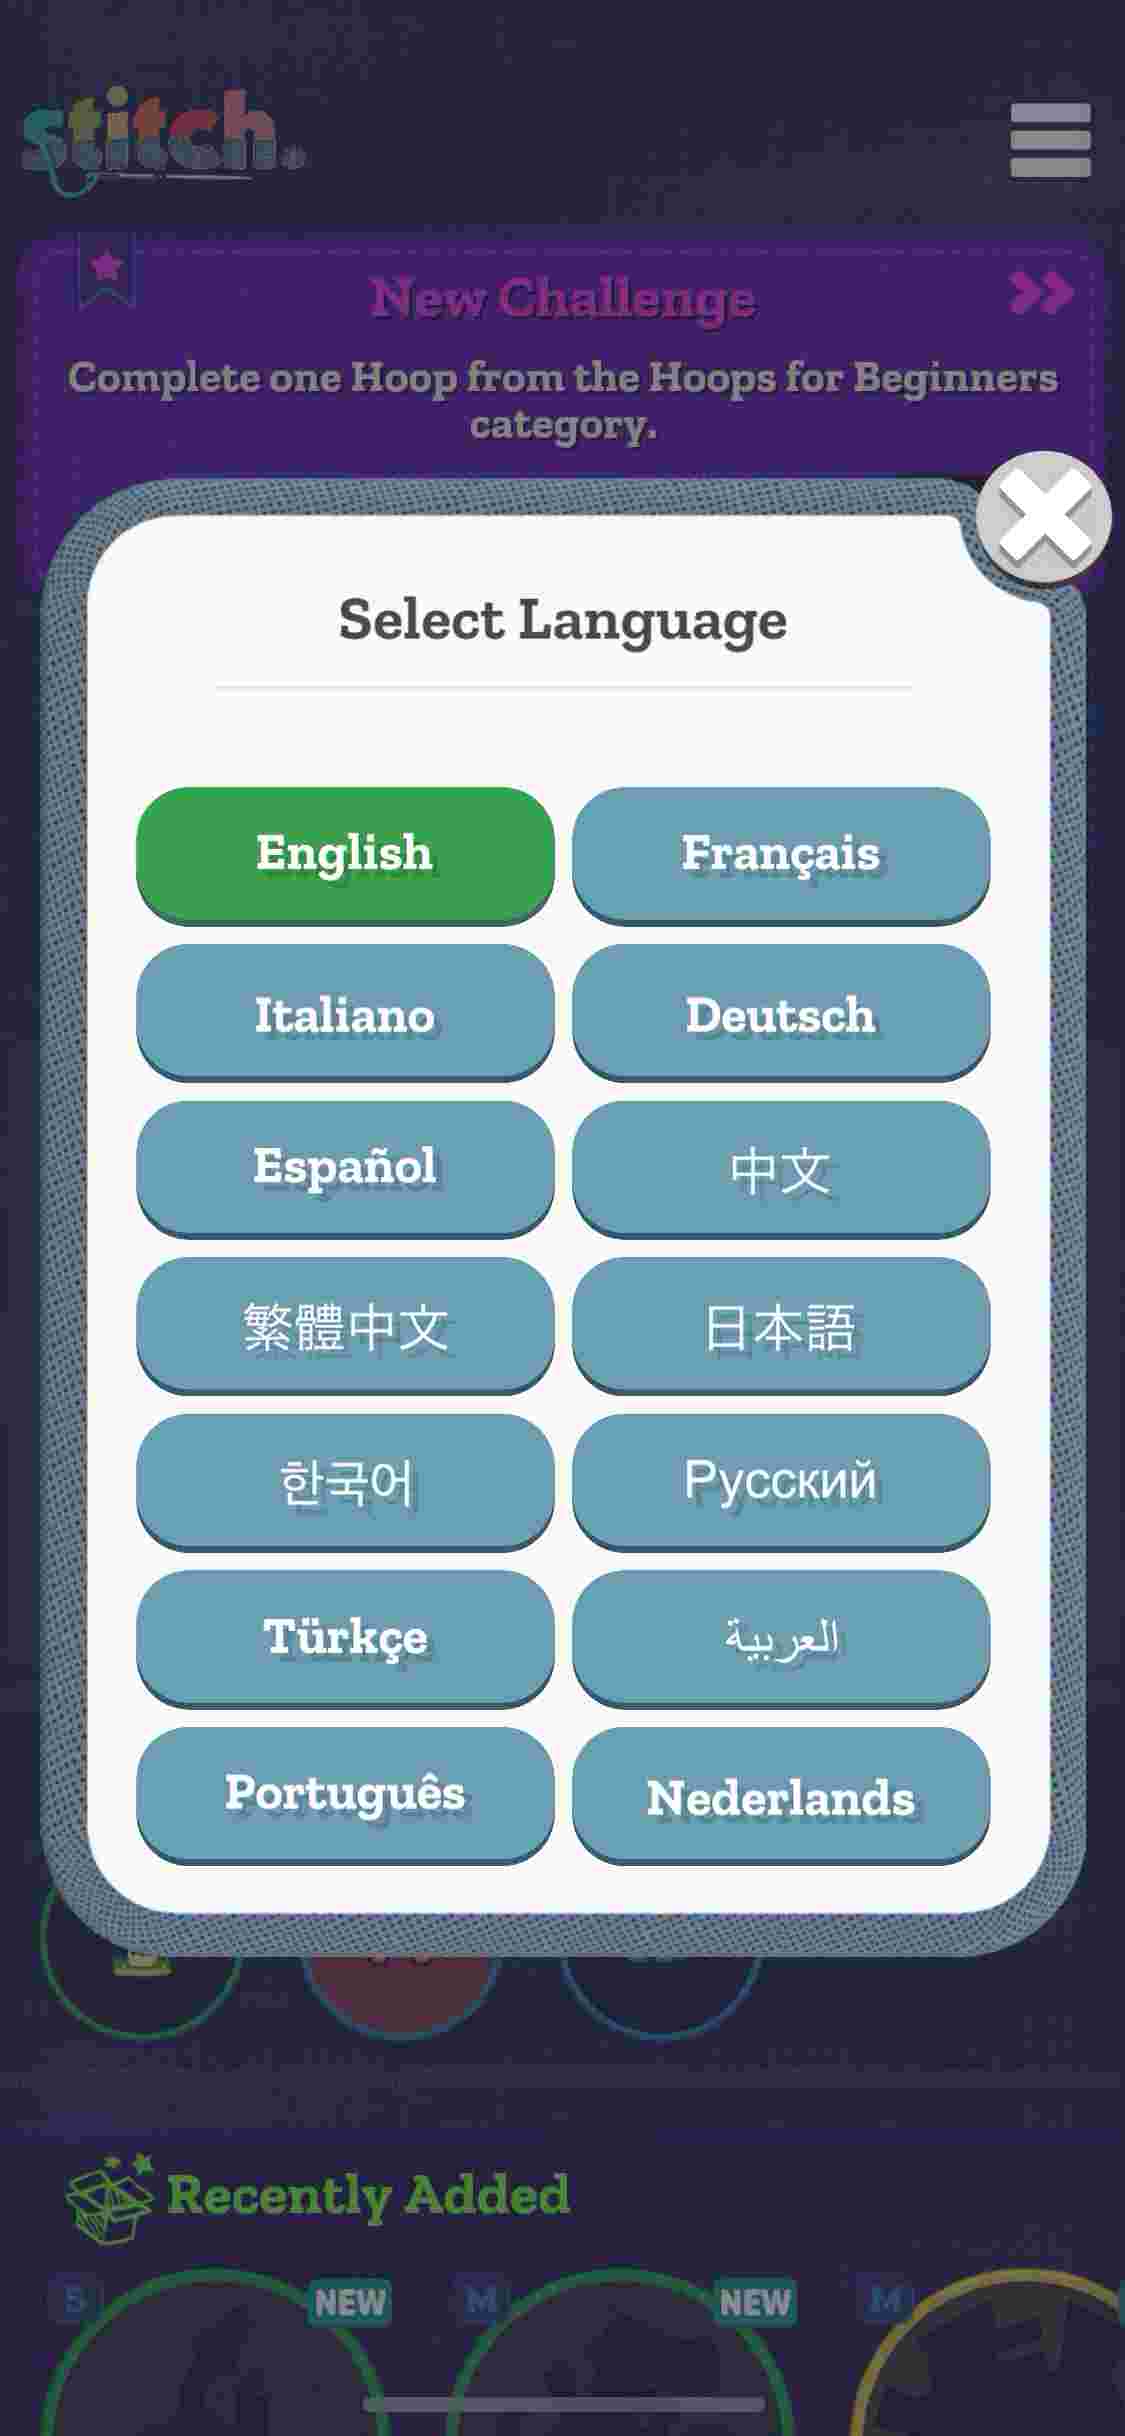 stitch.
New Challenge
Complete one Hoop from the Hoops for Beginners
category.
Select Language
English
Français
Italiano
Deutsch
Español
中文
繁體中文
日本語
한국어
Русский
Türkçe
العربية
Português
Nederlands
Recently Added
S
NEW
M
NEW
M